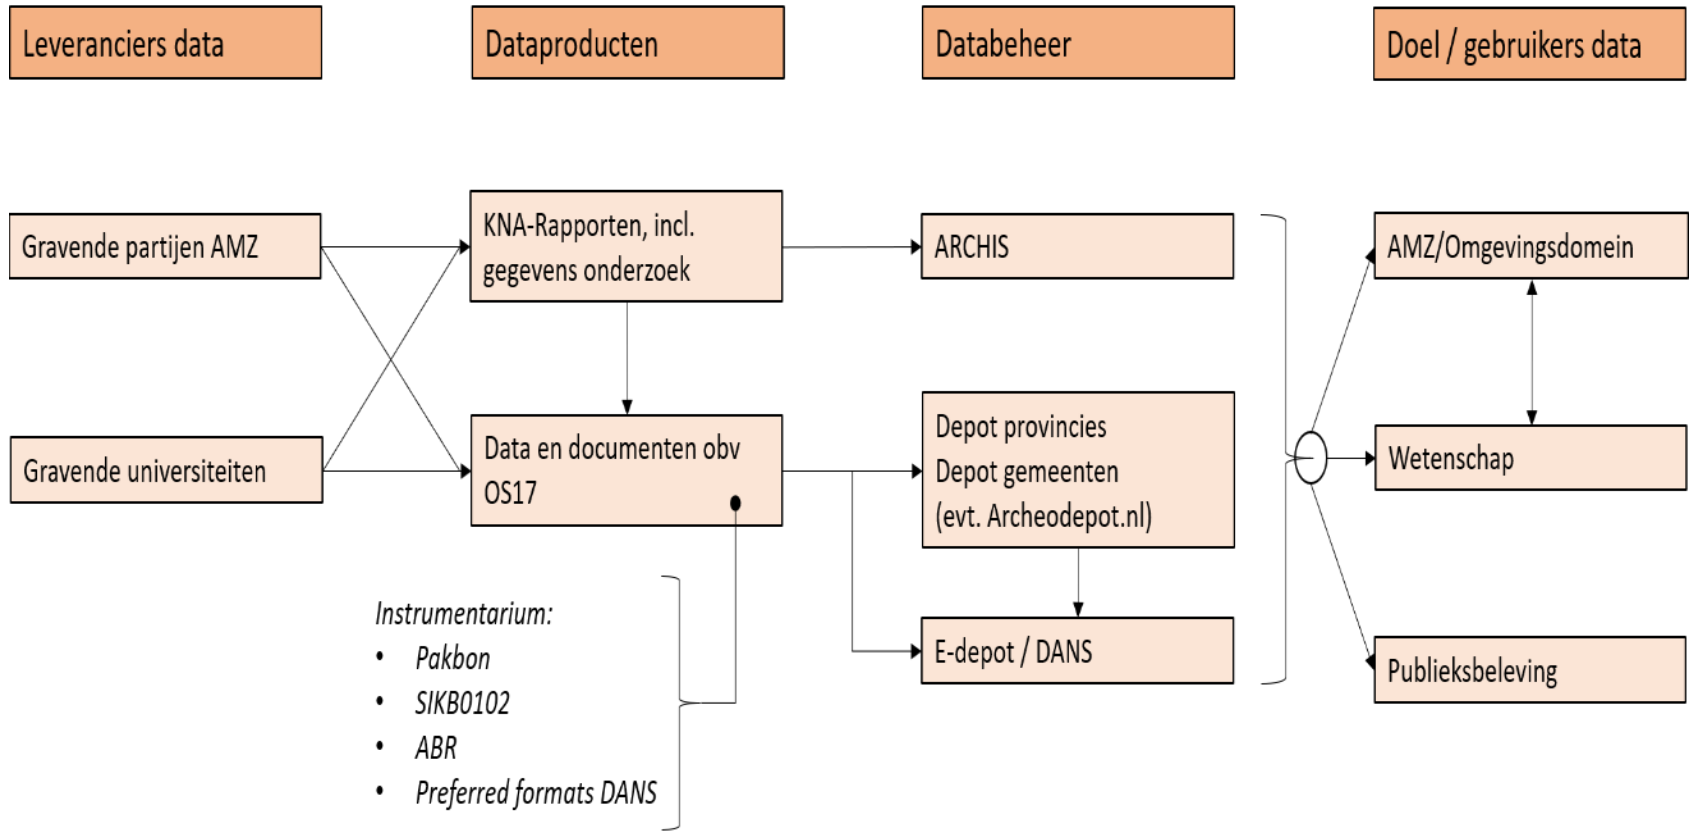 Leveranciers data
Dataproducten
Databeheer
Doel / gebruikers data
Gravende partijen AMZ
Gravende universiteiten
KNA-Rapporten, incl.
gegevens onderzoek
Data en documenten obv
OS17
Instrumentarium:
• Pakbon
• SIKB0102
• ABR
• Preferred formats DANS
ARCHIS
Depot provincies
Depot gemeenten
(evt. Archeodepot.nl)
E-depot / DANS
AMZ/Omgevingsdomein
Wetenschap
Publieksbeleving